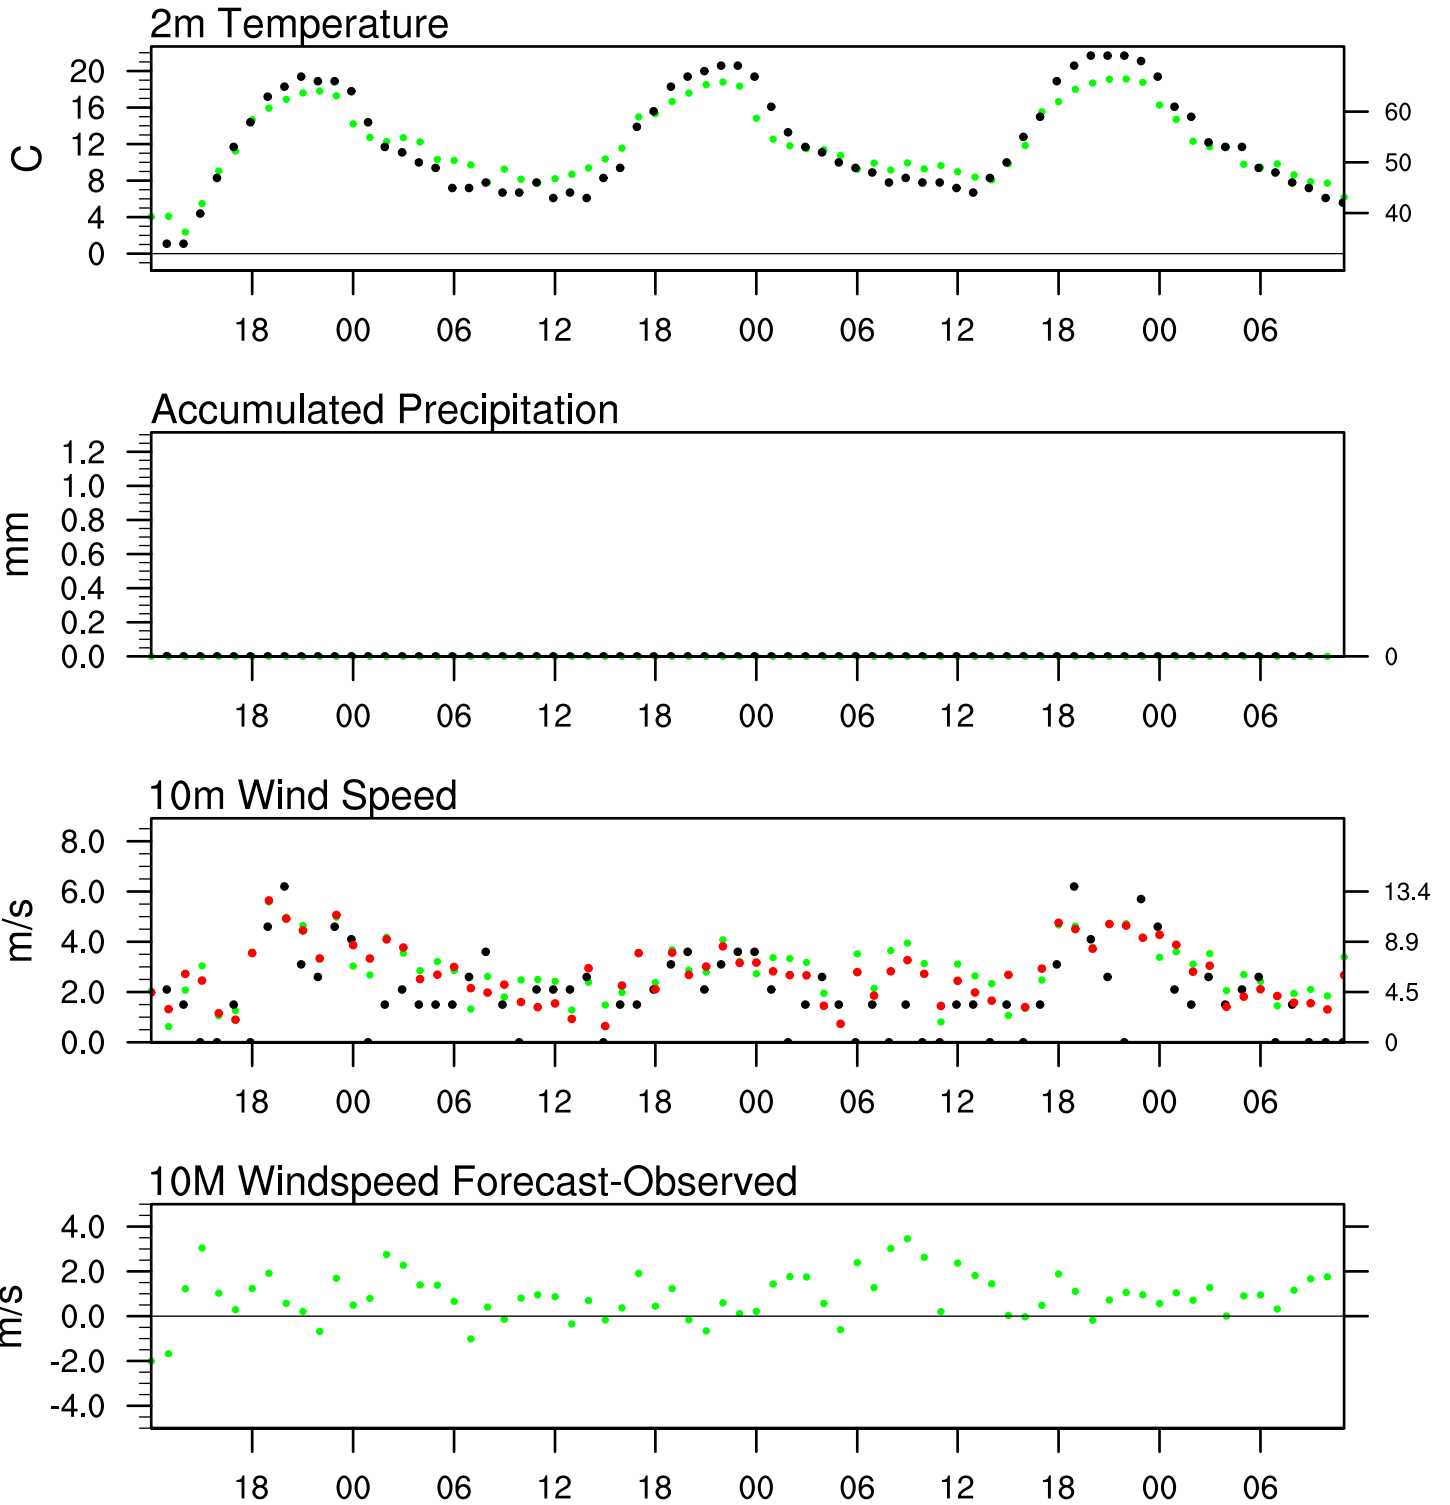 2m Temperature
20
16
12
8
4
0
C
60
50
40
18 00 06 12 18 00 06 12 18 00 06
Accumulated Precipitation
1.2
1.0
0.8
0.6
0.4
0.2
0.0
mm
0
18 00 06 12 18 00 06 12 18 00 06
10m Wind Speed
8.0
6.0
4.0
2.0
0.0
m/s
13.4
8.9
4.5
0
18 00 06 12 18 00 06 12 18 00 06
10M Windspeed Forecast-Observed
4.0
2.0
0.0
-2.0
-4.0
m/s
18 00 06 12 18 00 06 12 18 00 06